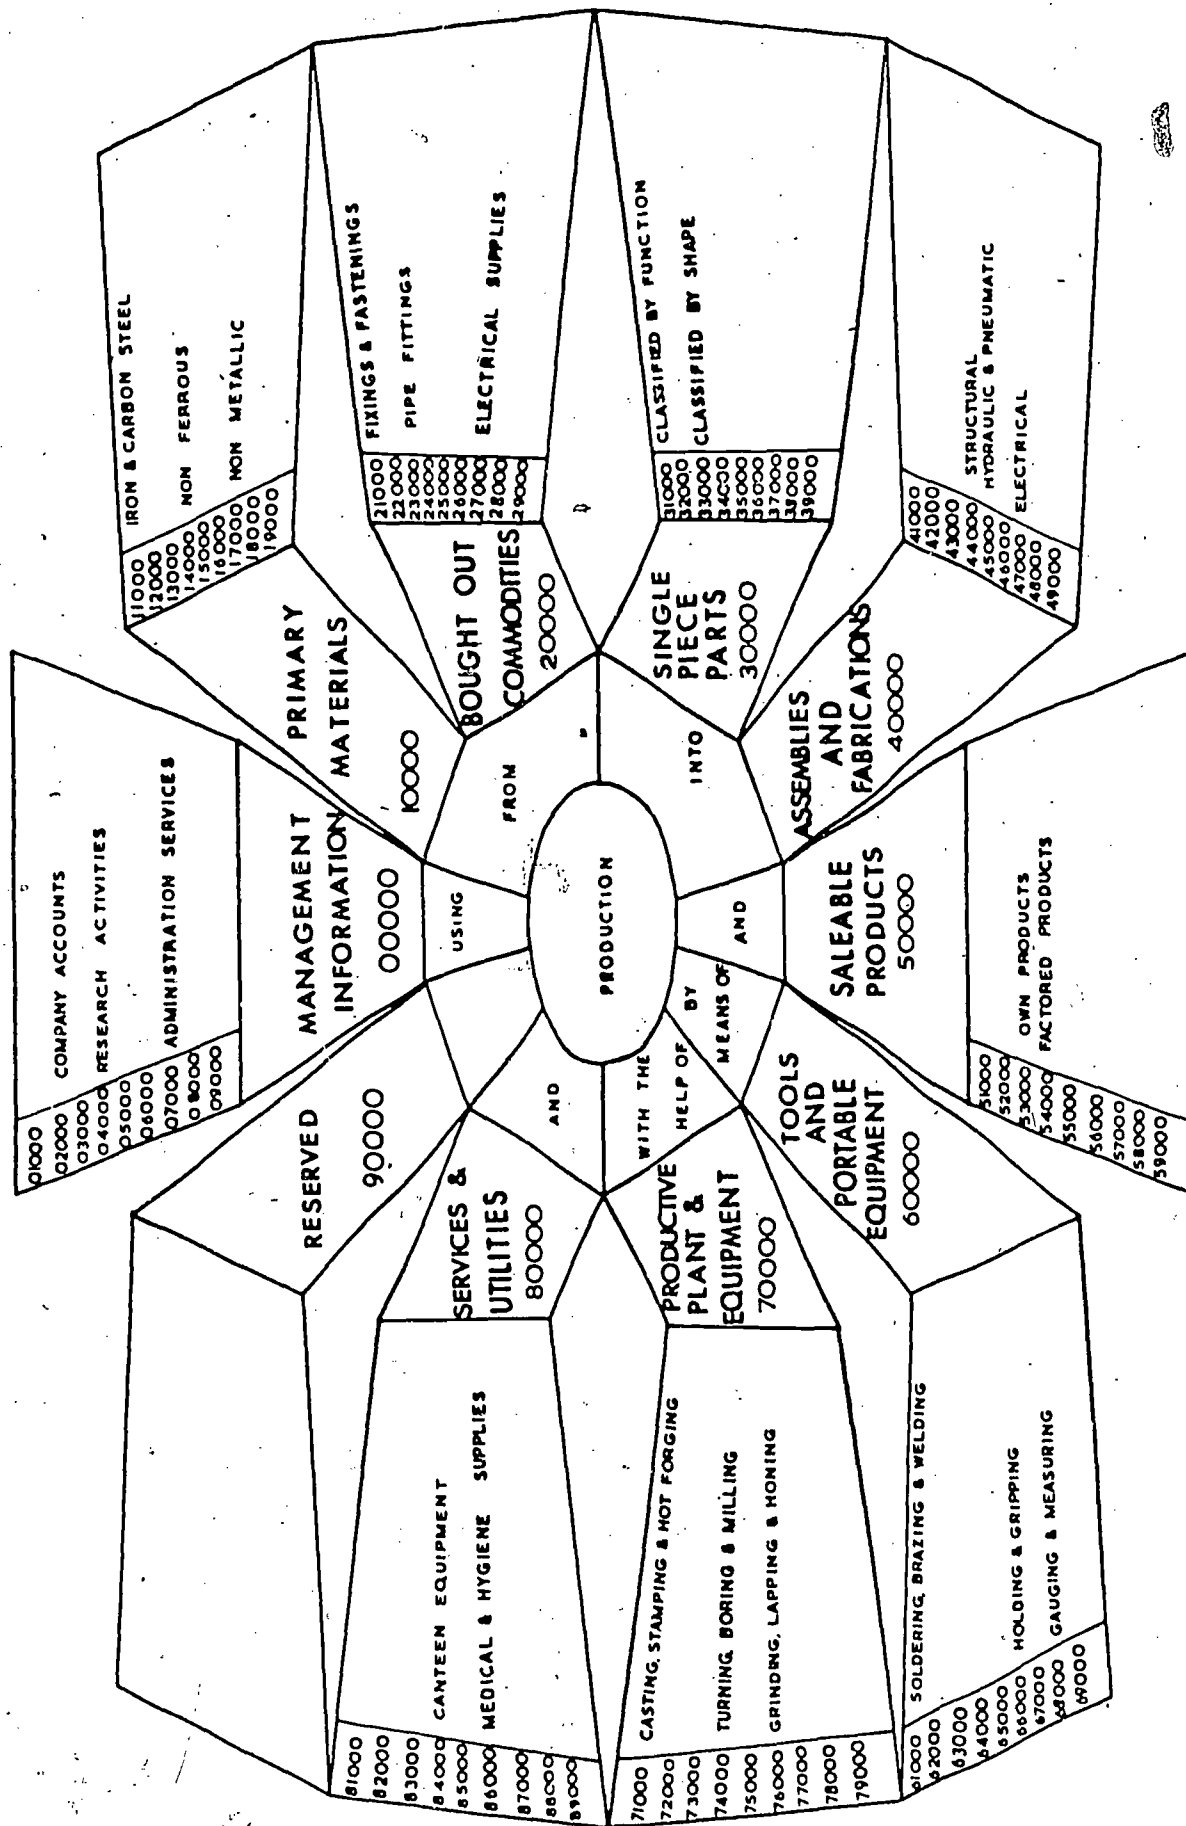 PRODUCTION
USING
MANAGEMENT
INFORMATION
00000
01000
02000
COMPANY ACCOUNTS
03000
04000 RESEARCH ACTIVITIES
05000
06000
07000 ADMINISTRATION SERVICES
08000
09000
FROM
PRIMARY
MATERIALS
10000
11000
IRON & CARBON STEEL
12000
13000
14000
NON FERROUS
15000
16000
17000
NON METALLIC
18000
19000
BOUGHT OUT
COMMODITIES
20000
21000
FIXINGS & FASTENINGS
22000
23000
PIPE FITTINGS
24000
25000
26000
27000
ELECTRICAL SUPPLIES
28000
29000
INTO
SINGLE
PIECE
PARTS
30000
31000
CLASSIFIED BY FUNCTION
32000
33000 CLASSIFIED BY SHAPE
34000
35000
36000
37000
38000
39000
ASSEMBLIES
AND
FABRICATIONS
40000
41000
42000
43000
44000
STRUCTURAL
45000
HYDRAULIC & PNEUMATIC
46000
47000
ELECTRICAL
48000
49000
AND
SALEABLE
PRODUCTS
50000
51000
52000
53000
OWN PRODUCTS
54000
FACTORED PRODUCTS
55000
56000
57000
58000
59000
BY
MEANS OF
TOOLS
AND
PORTABLE
EQUIPMENT
60000
61000
SOLDERING, BRAZING & WELDING
62000
63000
64000
65000
66000
HOLDING & GRIPPING
67000
68000
GAUGING & MEASURING
69000
WITH THE
HELP OF
PRODUCTIVE
PLANT &
EQUIPMENT
70000
71000
CASTING, STAMPING & HOT FORGING
72000
73000
74000
TURNING, BORING & MILLING
75000
76000
GRINDING, LAPPING & HONING
77000
78000
79000
AND
SERVICES &
UTILITIES
80000
81000
82000
83000
84000
CANTEEN EQUIPMENT
85000
86000
MEDICAL & HYGIENE SUPPLIES
87000
88000
89000
RESERVED
90000